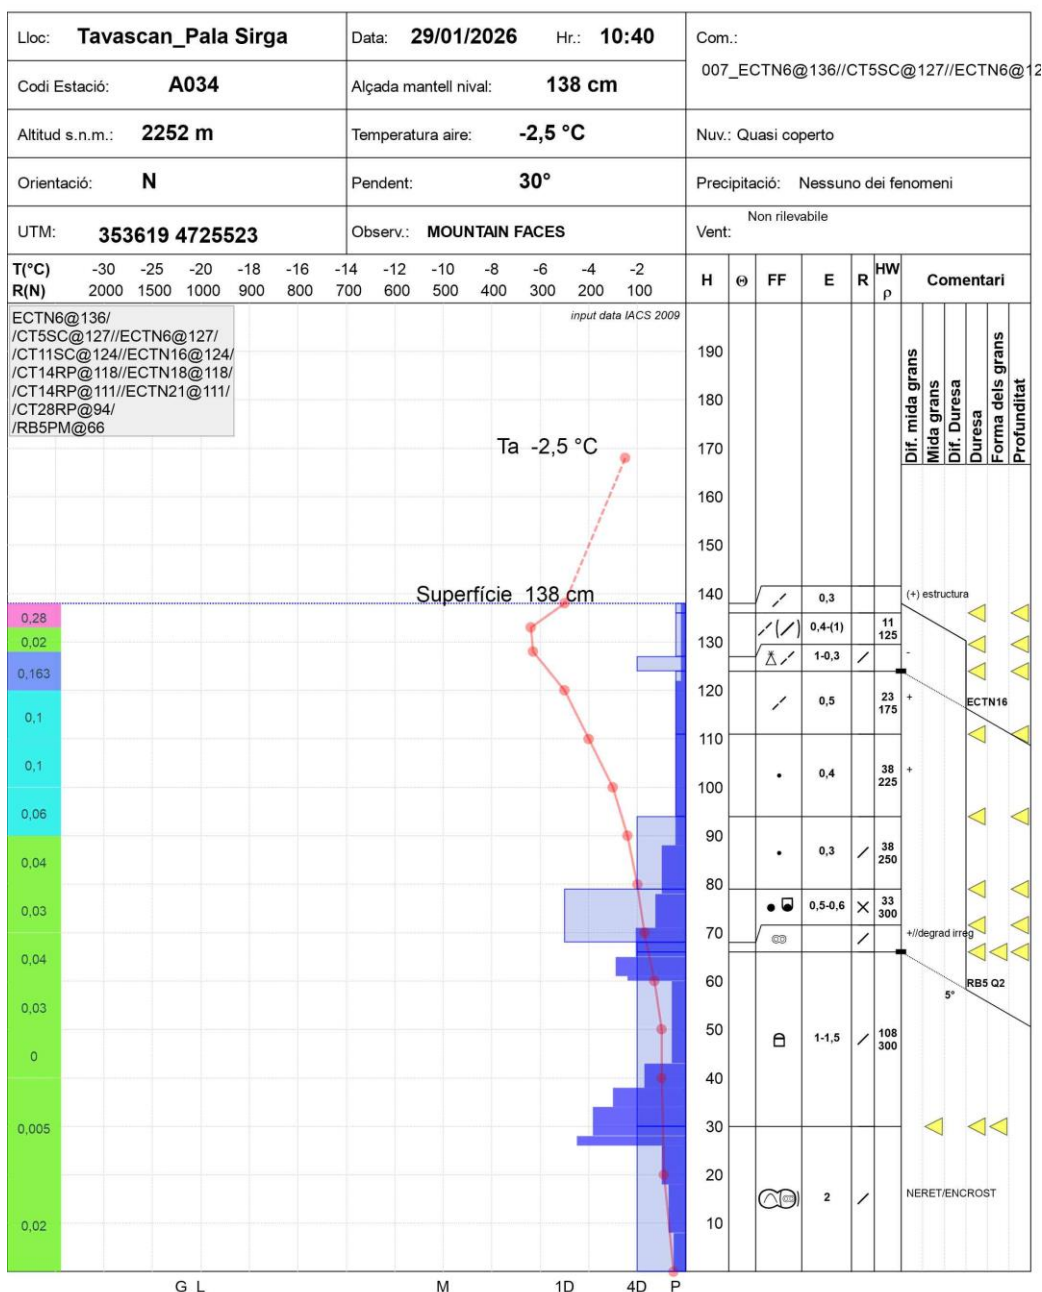 Lloc: Tavascan_Pala Sirga
Data: 29/01/2026 Hr.: 10:40
Com.:
007_ECTN6@136//CT5SC@127//ECTN6@12
Codi Estació: A034
Alçada mantell nival: 138 cm
Altitud s.n.m.: 2252 m
Temperatura aire: -2,5 °C
Nuv.: Quasi coperto
Orientació: N
Pendent: 30°
Precipitació: Nessuno dei fenomeni
UTM: 353619 4725523
Observ.: MOUNTAIN FACES
Vent: Non rilevabile
T(°C) -30 -25 -20 -18 -16 -14 -12 -10 -8 -6 -4 -2
R(N) 2000 1500 1000 900 800 700 600 500 400 300 200 100
H Θ FF E R HW ρ Comentari
ECTN6@136/
/CT5SC@127//ECTN6@127/
/CT11SC@124//ECTN16@124/
/CT14RP@118//ECTN18@118/
/CT14RP@111//ECTN21@111/
/CT28RP@94/
/RB5PM@66
input data IACS 2009
Dif. mida grans
Mida grans
Dif. Duresa
Duresa
Forma dels grans
Profunditat
190
180
170
160
150
140
130
120
110
100
90
80
70
60
50
40
30
20
10
Ta -2,5 °C
Superfície 138 cm
0,28
0,02
0,163
0,1
0,1
0,06
0,04
0,03
0,04
0,03
0
0,005
0,02
0,3
(+) estructura
0,4-(1) 11
125
1-0,3
-
0,5 23
175
+
ECTN16
0,4 38
225
+
0,3 38
250
0,5-0,6 33
300
+//degrad irreg
RB5 Q2
5°
1-1,5 108
300
2
NERET/ENCROST
G L M 1D 4D P